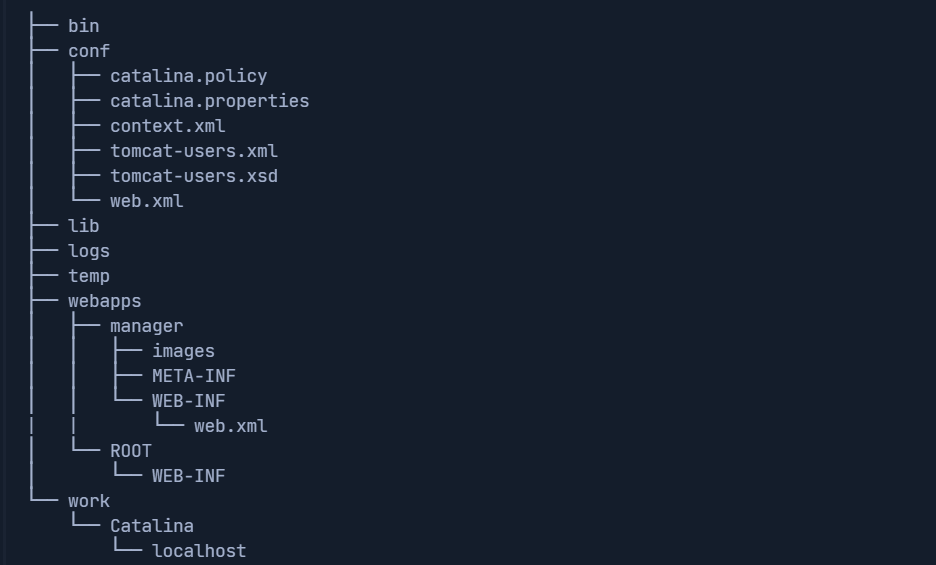 ├── bin
├── conf
│   ├── catalina.policy
│   ├── catalina.properties
│   ├── context.xml
│   ├── tomcat-users.xml
│   ├── tomcat-users.xsd
│   └── web.xml
├── lib
├── logs
├── temp
├── webapps
│   ├── manager
│   │   ├── images
│   │   ├── META-INF
│   │   └── WEB-INF
|   |       └── web.xml
│   └── ROOT
│       └── WEB-INF
└── work
    └── Catalina
        └── localhost